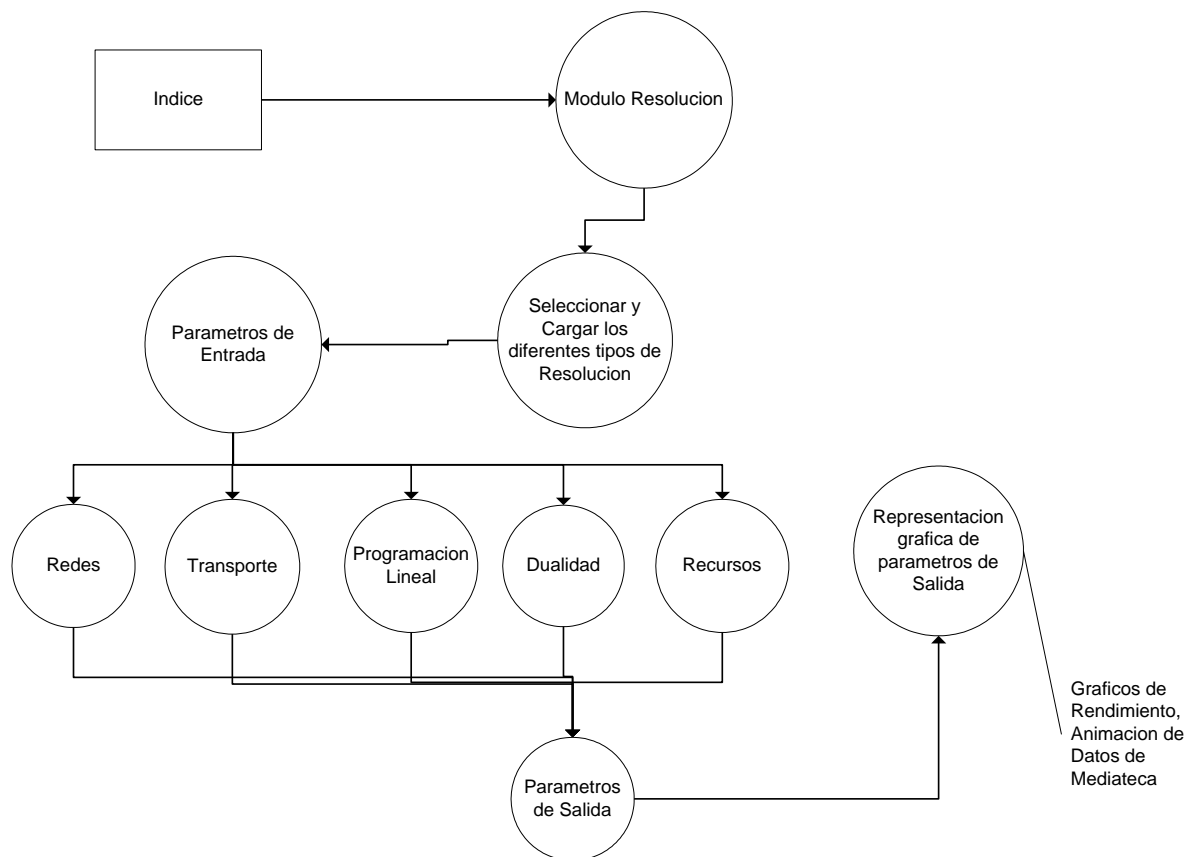 Indice
Modulo Resolucion
Seleccionar y
Cargar los
diferentes tipos de
Resolucion
Parametros de
Entrada
Redes
Transporte
Programacion
Lineal
Dualidad
Recursos
Representacion
grafica de
parametros de
Salida
Graficos de
Rendimiento,
Animacion de
Datos de
Mediateca
Parametros
de Salida